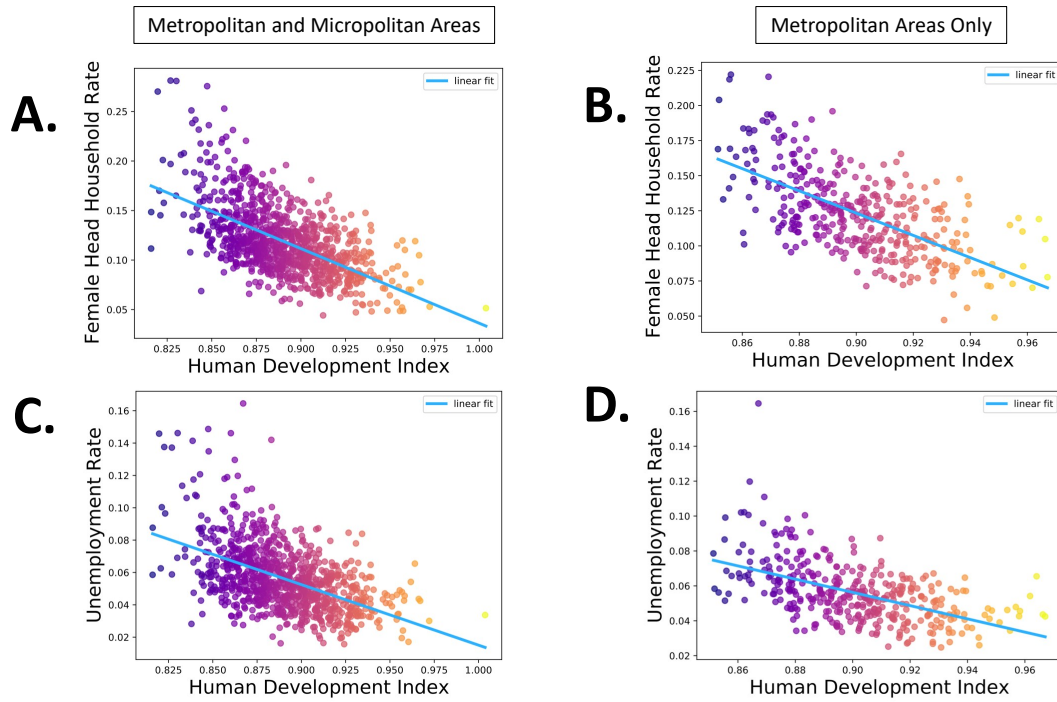 Metropolitan and Micropolitan Areas
Metropolitan Areas Only
A.
Female Head Household Rate
0.25
0.20
0.15
0.10
0.05
linear fit
0.825 0.850 0.875 0.900 0.925 0.950 0.975 1.000
Human Development Index
B.
Female Head Household Rate
0.225
0.200
0.175
0.150
0.125
0.100
0.075
0.050
linear fit
0.86 0.88 0.90 0.92 0.94 0.96
Human Development Index
C.
Unemployment Rate
0.16
0.14
0.12
0.10
0.08
0.06
0.04
0.02
linear fit
0.825 0.850 0.875 0.900 0.925 0.950 0.975 1.000
Human Development Index
D.
Unemployment Rate
0.16
0.14
0.12
0.10
0.08
0.06
0.04
0.02
linear fit
0.86 0.88 0.90 0.92 0.94 0.96
Human Development Index